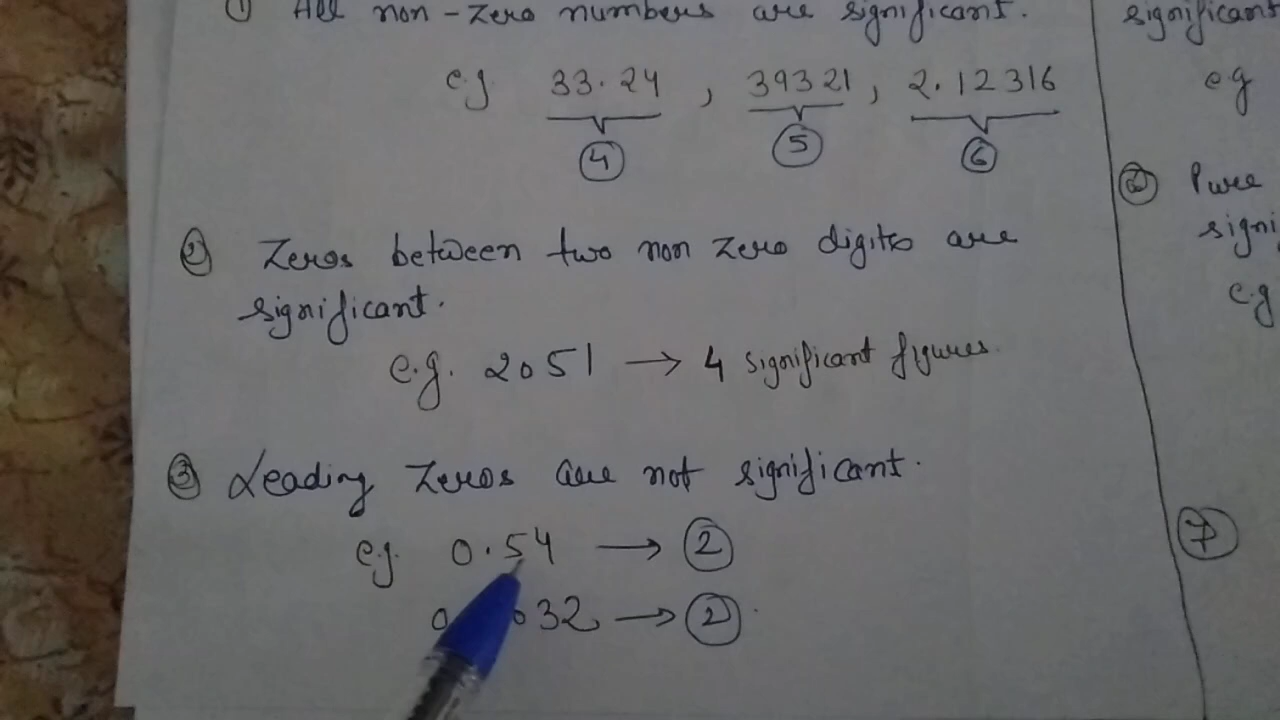 ① All non-zero numbers are significant.
e.g 33.24 , 39321 , 2.12316
④ ⑤ ⑥
② Zeros between two non zero digits are
significant.
e.g. 2051 → 4 significant figures.
③ Leading Zeros are not significant.
e.g. 0.54 → ②
032 → ②
significant
e.g
Pure
signi
e.g
⑦